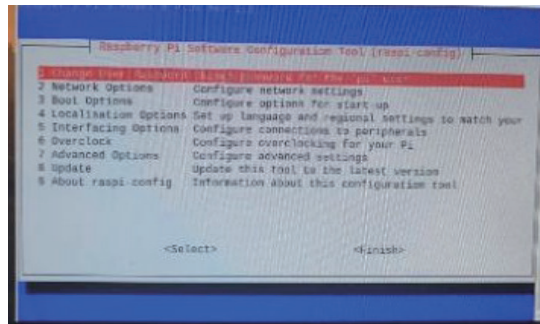 Raspberry Pi Software Configuration Tool (raspi-config)
1 Change User Password Change password for the 'pi' user
2 Network Options Configure network settings
3 Boot Options Configure options for start-up
4 Localisation Options Set up language and regional settings to match your
5 Interfacing Options Configure connections to peripherals
6 Overclock Configure overclocking for your Pi
7 Advanced Options Configure advanced settings
8 Update Update this tool to the latest version
9 About raspi-config Information about this configuration tool
<Select> <Finish>